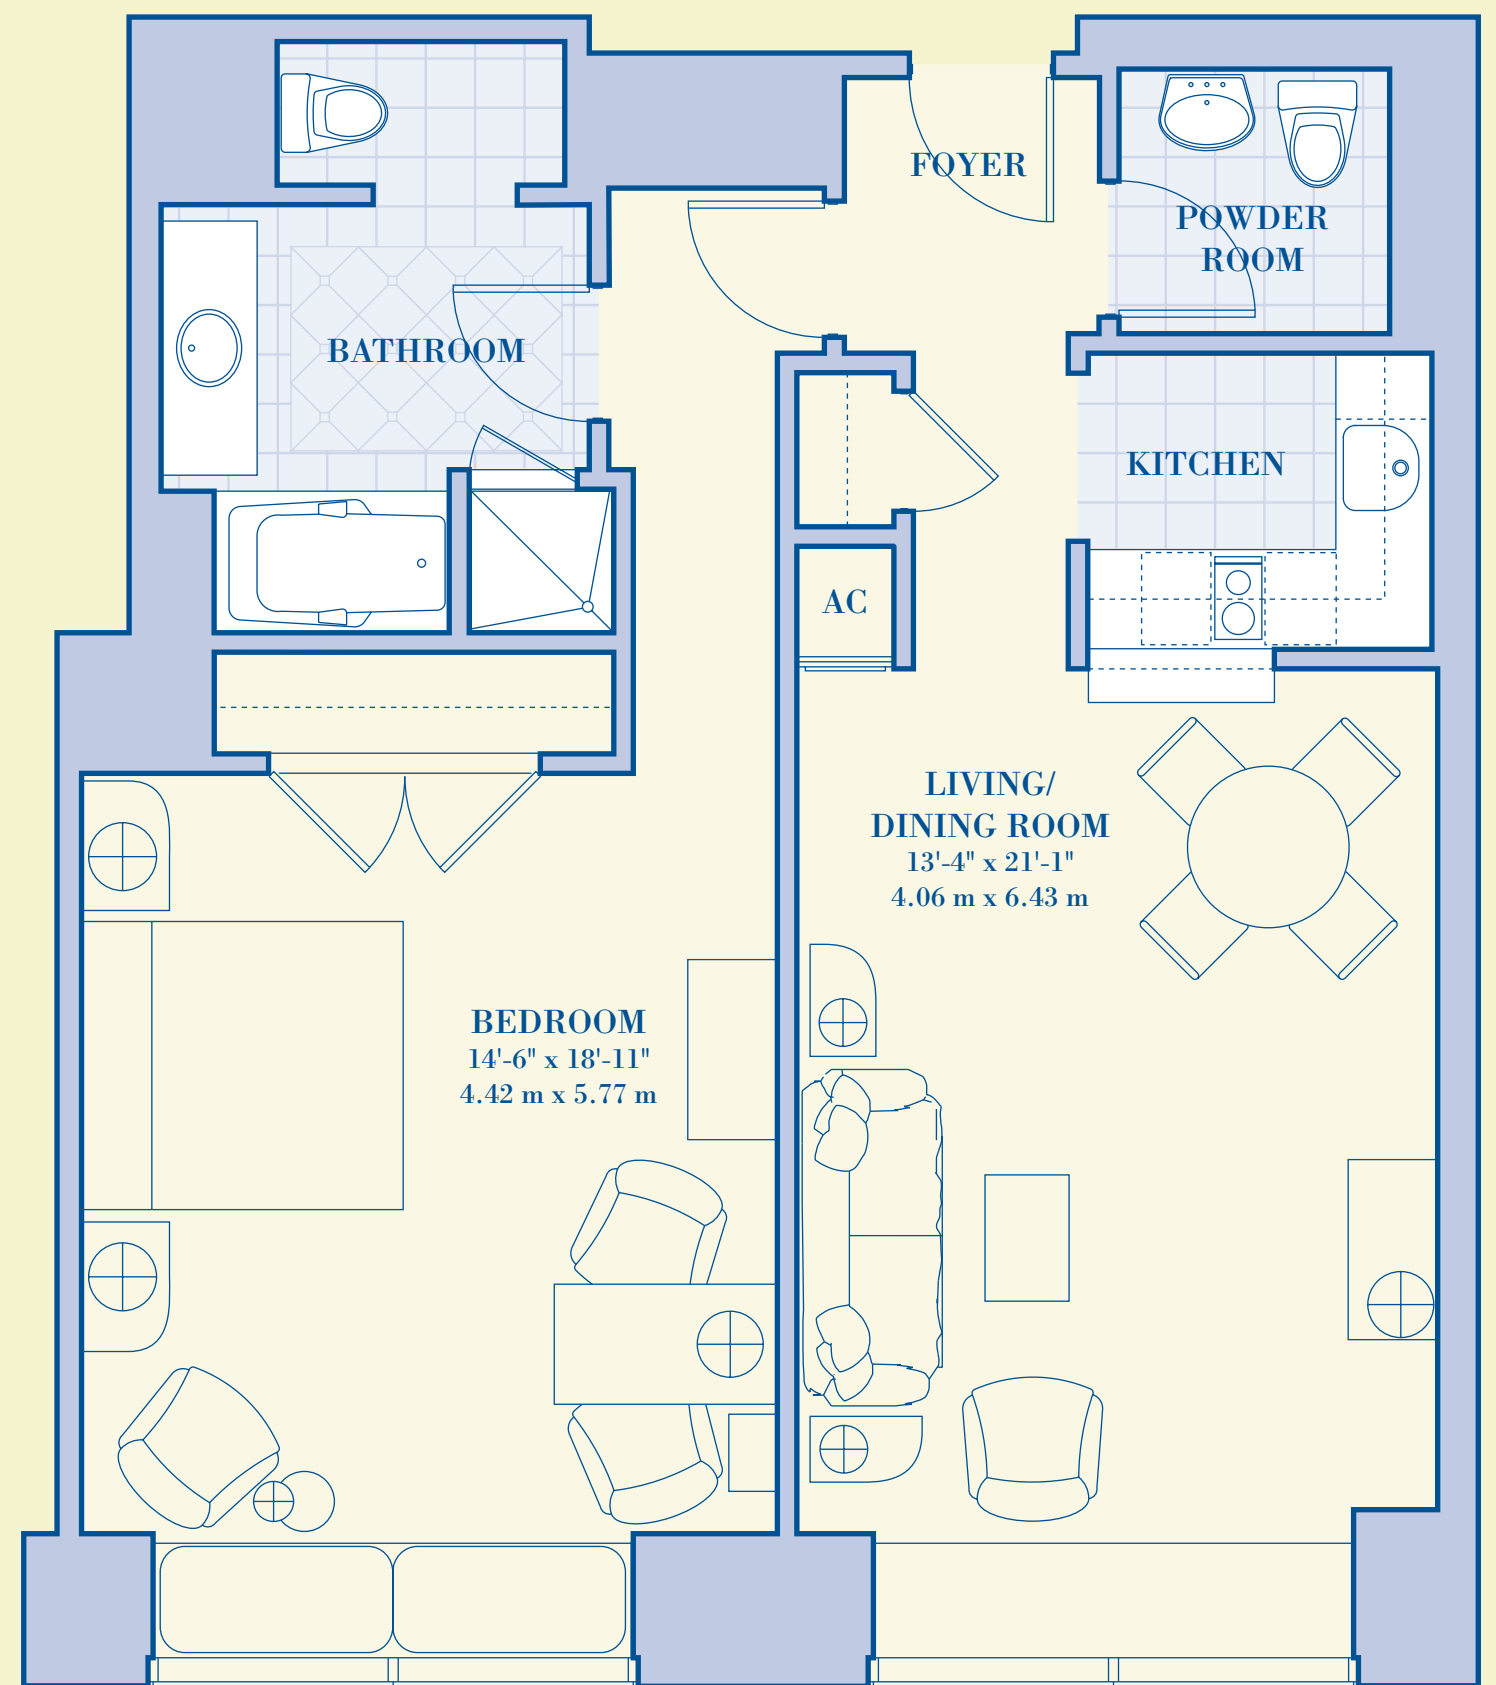 FOYER
POWDER
ROOM
BATHROOM
KITCHEN
AC
LIVING/
DINING ROOM
13'-4" x 21'-1"
4.06 m x 6.43 m
BEDROOM
14'-6" x 18'-11"
4.42 m x 5.77 m